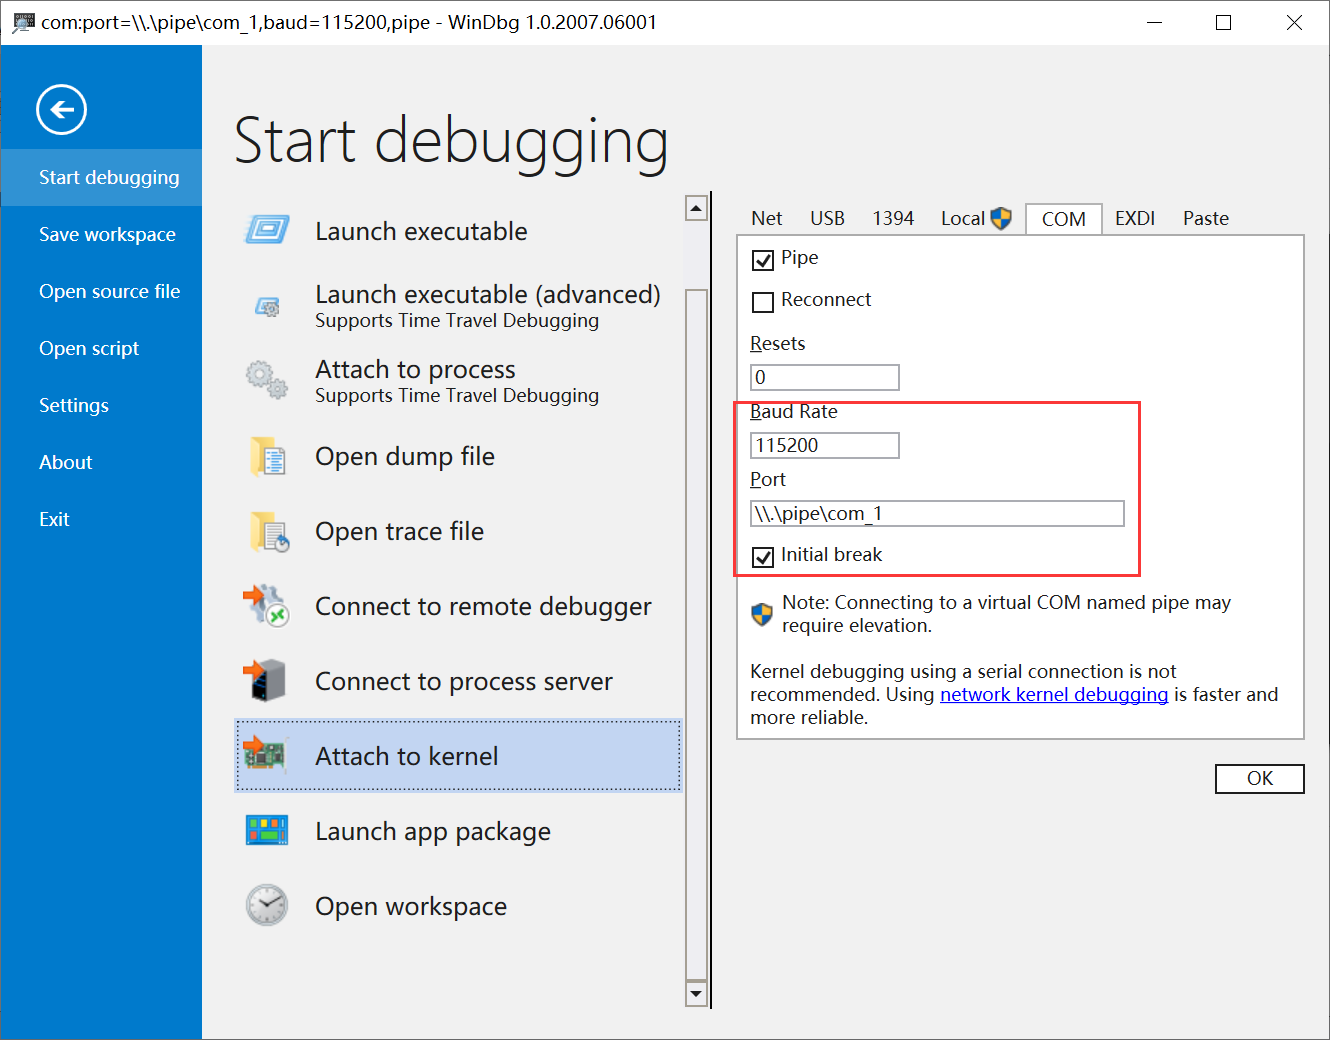 com:port=\\.\pipe\com_1,baud=115200,pipe - WinDbg 1.0.2007.06001
Start debugging
Save workspace
Open source file
Open script
Settings
About
Exit
Start debugging
Launch executable
Launch executable (advanced)
Supports Time Travel Debugging
Attach to process
Supports Time Travel Debugging
Open dump file
Open trace file
Connect to remote debugger
Connect to process server
Attach to kernel
Launch app package
Open workspace
Net USB 1394 Local COM EXDI Paste
Pipe
Reconnect
Resets
0
Baud Rate
115200
Port
\\.\pipe\com_1
Initial break
Note: Connecting to a virtual COM named pipe may
require elevation.
Kernel debugging using a serial connection is not
recommended. Using network kernel debugging is faster and
more reliable.
OK